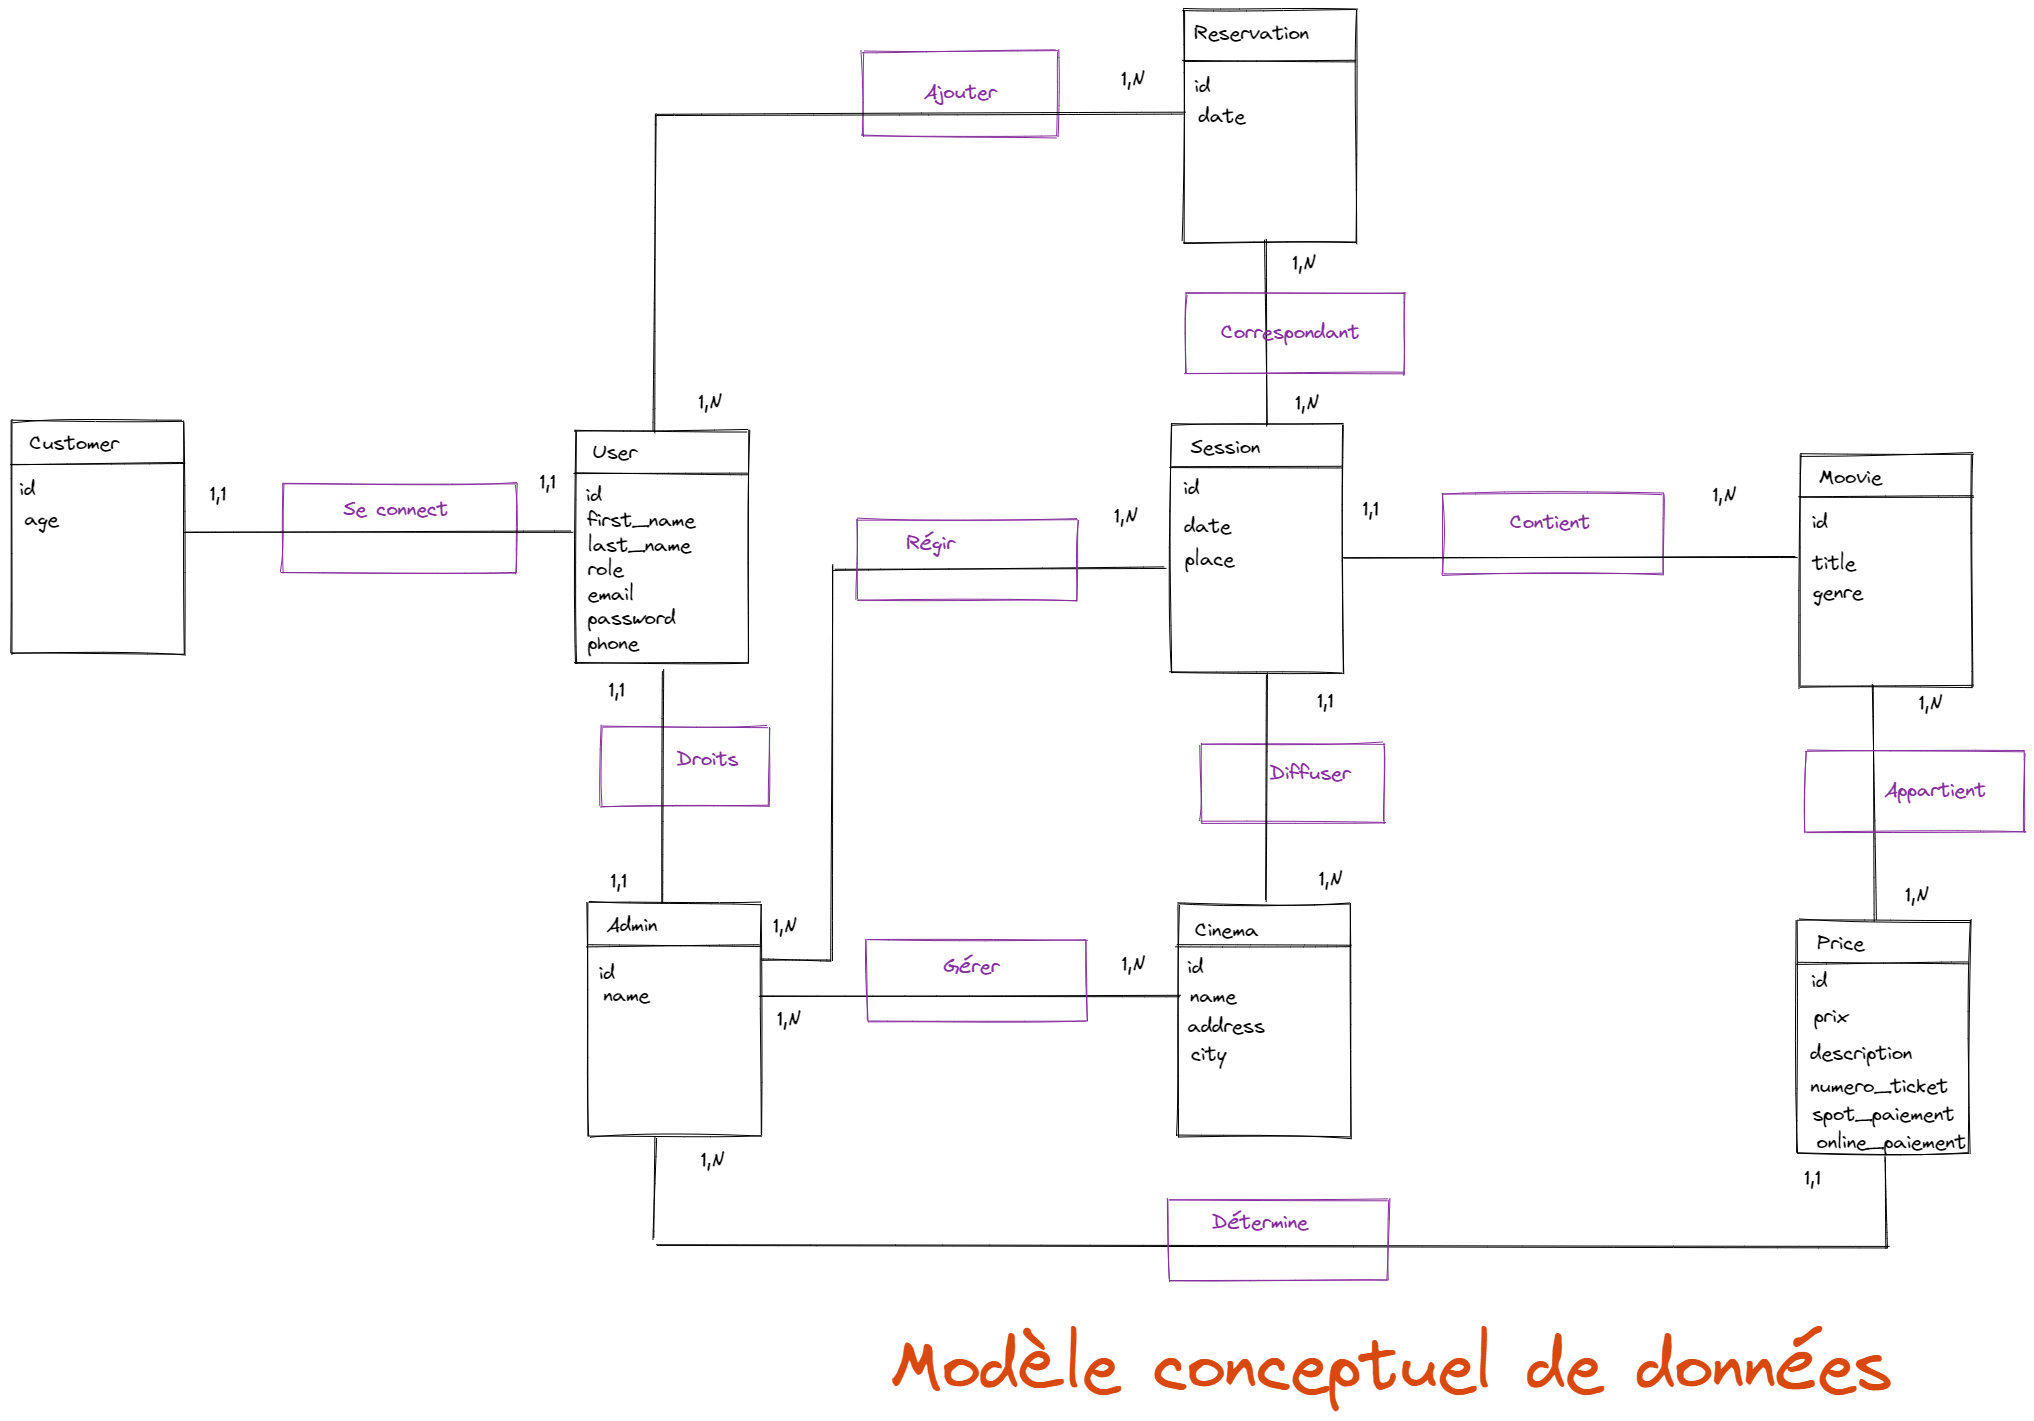 Reservation
id
date
Ajouter
1,N
1,N
Correspondant
1,N
1,N
Customer
id
age
1,1
Se connect
1,1
User
id
first_name
last_name
role
email
password
phone
Session
id
date
place
1,1
Contient
1,N
Moovie
id
title
genre
Régir
1,N
1,1
Droits
1,1
1,1
Diffuser
1,N
1,N
Appartient
1,N
Admin
id
name
1,N
Gérer
1,N
1,N
Cinema
id
name
address
city
Price
id
prix
description
numero_ticket
spot_paiement
online_paiement
1,N
Détermine
1,1
Modèle conceptuel de données